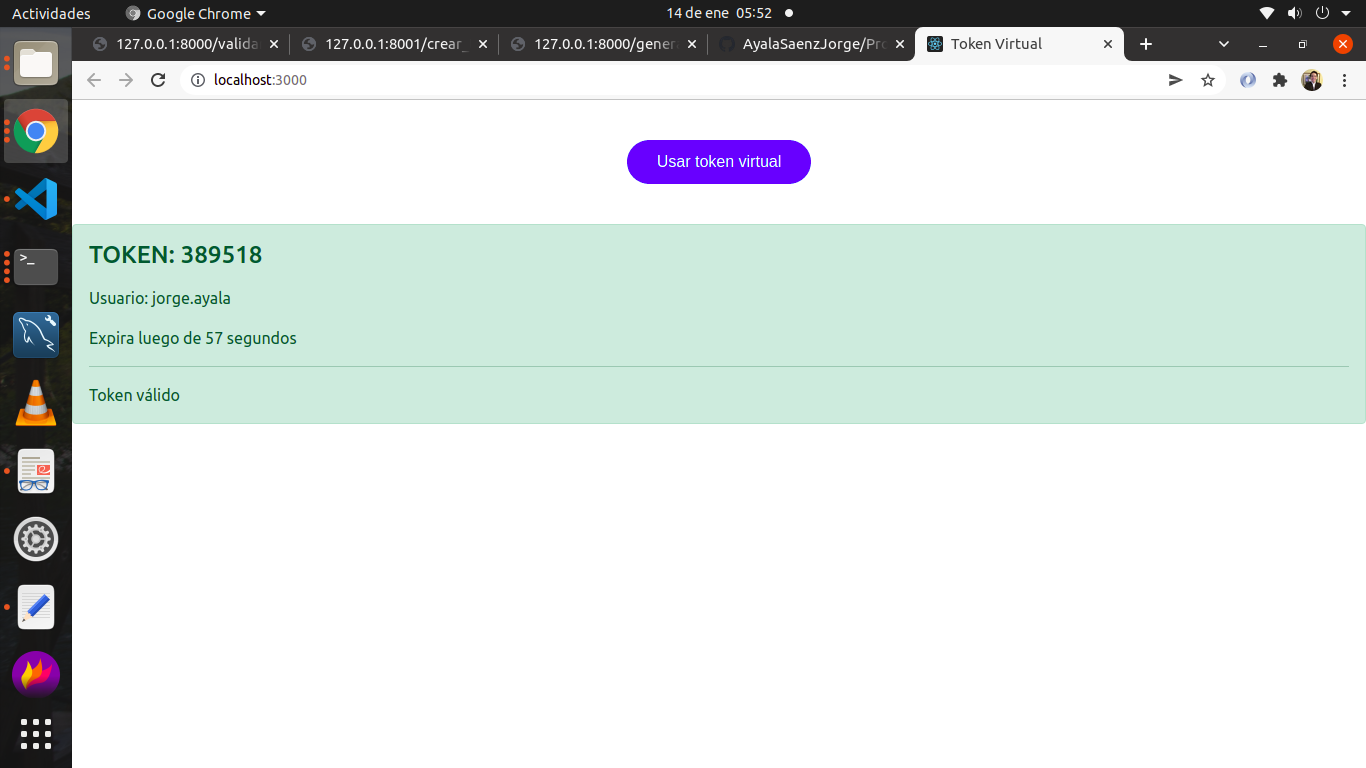 Actividades Google Chrome 14 de ene 05:52
127.0.0.1:8000/valida 127.0.0.1:8001/crear_ 127.0.0.1:8000/genera AyalaSaenzJorge/Pro Token Virtual
localhost:3000
Usar token virtual
TOKEN: 389518
Usuario: jorge.ayala
Expira luego de 57 segundos
Token válido